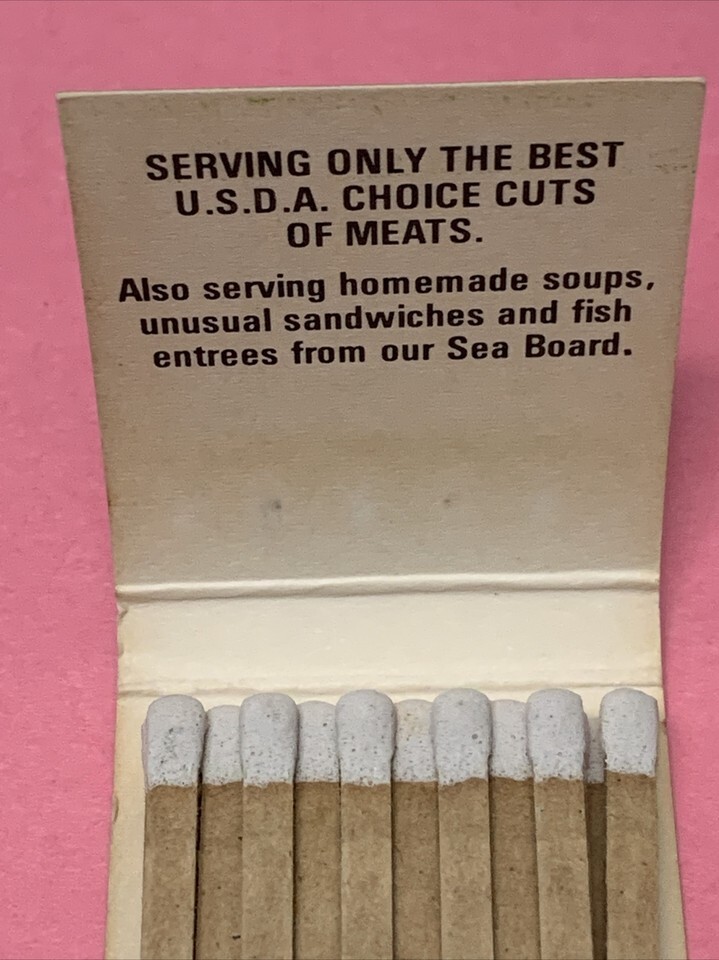 SERVING ONLY THE BEST
U.S.D.A. CHOICE CUTS
OF MEATS.
Also serving homemade soups,
unusual sandwiches and fish
entrees from our Sea Board.